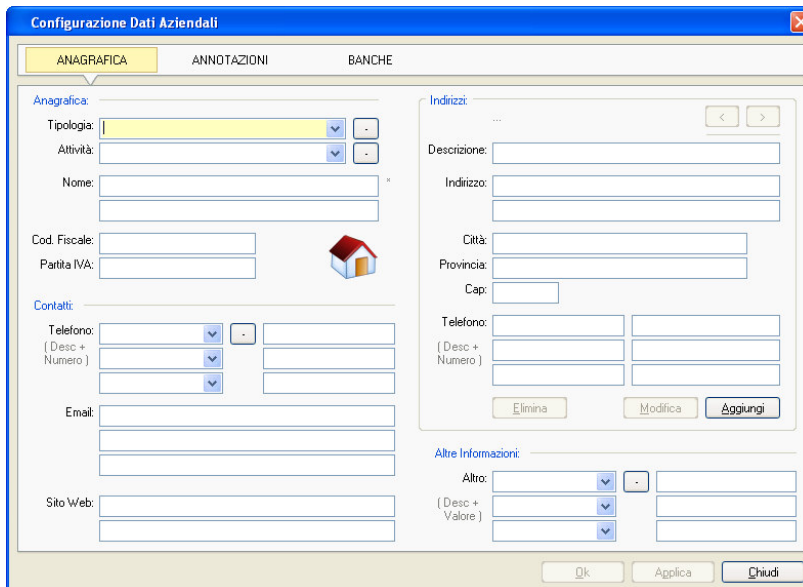 Configurazione Dati Aziendali
ANAGRAFICA ANNOTAZIONI BANCHE
Anagrafica:
Tipologia: -
Attività: -
Nome: *
Cod. Fiscale:
Partita IVA:
Contatti:
Telefono: -
( Desc +
Numero )
Email:
Sito Web:
Indirizzi:
... < >
Descrizione:
Indirizzo:
Città:
Provincia:
Cap:
Telefono:
( Desc +
Numero )
Elimina Modifica Aggiungi
Altre Informazioni:
Altro: -
( Desc +
Valore )
Ok Applica Chiudi